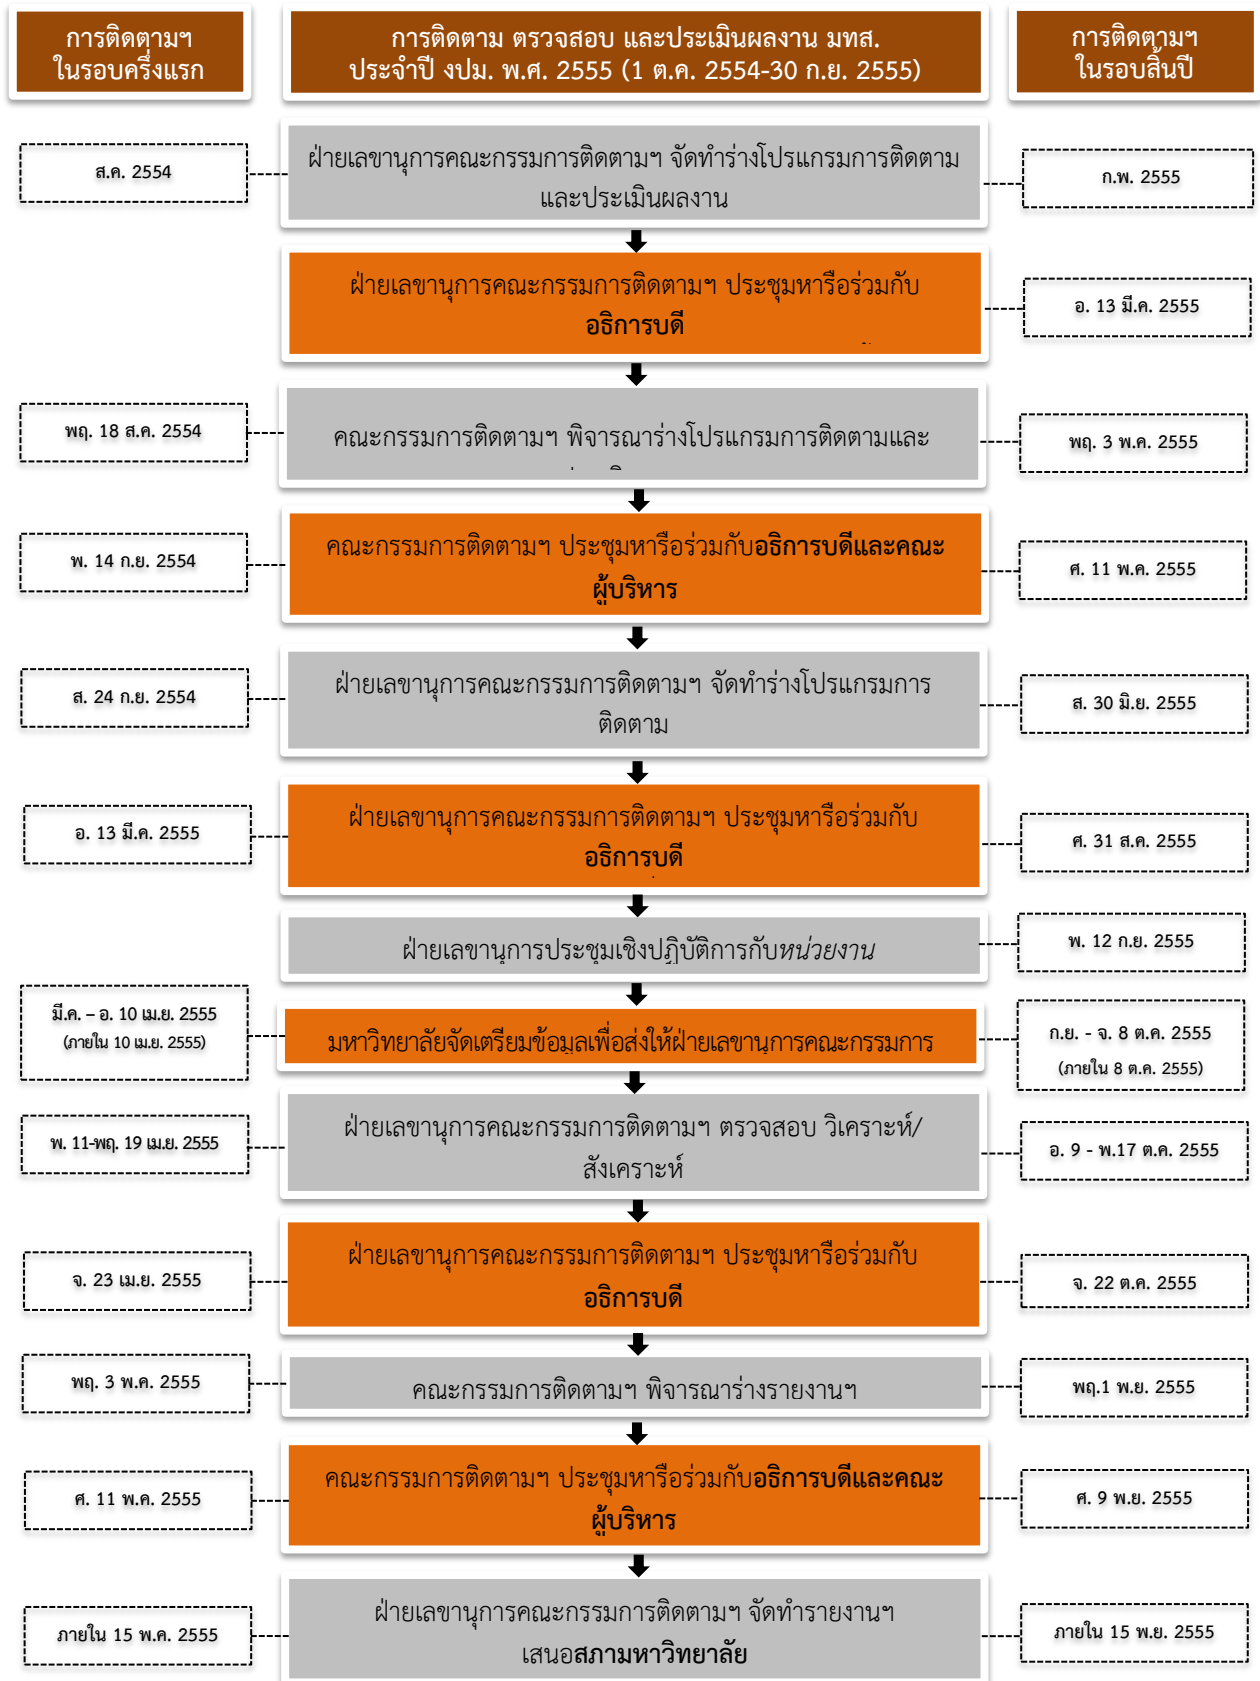 การติดตามฯ
ในรอบครึ่งแรก
การติดตาม ตรวจสอบ และประเมินผลงาน มทส.
ประจำปี งปม. พ.ศ. 2555 (1 ต.ค. 2554-30 ก.ย. 2555)
การติดตามฯ
ในรอบสิ้นปี
ส.ค. 2554
ฝ่ายเลขานุการคณะกรรมการติดตามฯ จัดทำร่างโปรแกรมการติดตาม
และประเมินผลงาน
ก.พ. 2555
ฝ่ายเลขานุการคณะกรรมการติดตามฯ ประชุมหารือร่วมกับ
อธิการบดี
อ. 13 มี.ค. 2555
พฤ. 18 ส.ค. 2554
คณะกรรมการติดตามฯ พิจารณาร่างโปรแกรมการติดตามและ
พฤ. 3 พ.ค. 2555
พ. 14 ก.ย. 2554
คณะกรรมการติดตามฯ ประชุมหารือร่วมกับอธิการบดีและคณะ
ผู้บริหาร
ศ. 11 พ.ค. 2555
ส. 24 ก.ย. 2554
ฝ่ายเลขานุการคณะกรรมการติดตามฯ จัดทำร่างโปรแกรมการ
ติดตาม
ส. 30 มิ.ย. 2555
อ. 13 มี.ค. 2555
ฝ่ายเลขานุการคณะกรรมการติดตามฯ ประชุมหารือร่วมกับ
อธิการบดี
ศ. 31 ส.ค. 2555
ฝ่ายเลขานุการประชุมเชิงปฏิบัติการกับหน่วยงาน
พ. 12 ก.ย. 2555
มี.ค. – อ. 10 เม.ย. 2555
(ภายใน 10 เม.ย. 2555)
มหาวิทยาลัยจัดเตรียมข้อมูลเพื่อส่งให้ฝ่ายเลขานุการคณะกรรมการ
ก.ย. - จ. 8 ต.ค. 2555
(ภายใน 8 ต.ค. 2555)
พ. 11-พฤ. 19 เม.ย. 2555
ฝ่ายเลขานุการคณะกรรมการติดตามฯ ตรวจสอบ วิเคราะห์/
สังเคราะห์
อ. 9 - พ.17 ต.ค. 2555
จ. 23 เม.ย. 2555
ฝ่ายเลขานุการคณะกรรมการติดตามฯ ประชุมหารือร่วมกับ
อธิการบดี
จ. 22 ต.ค. 2555
พฤ. 3 พ.ค. 2555
คณะกรรมการติดตามฯ พิจารณาร่างรายงานฯ
พฤ.1 พ.ย. 2555
ศ. 11 พ.ค. 2555
คณะกรรมการติดตามฯ ประชุมหารือร่วมกับอธิการบดีและคณะ
ผู้บริหาร
ศ. 9 พ.ย. 2555
ภายใน 15 พ.ค. 2555
ฝ่ายเลขานุการคณะกรรมการติดตามฯ จัดทำรายงานฯ
เสนอสภามหาวิทยาลัย
ภายใน 15 พ.ย. 2555